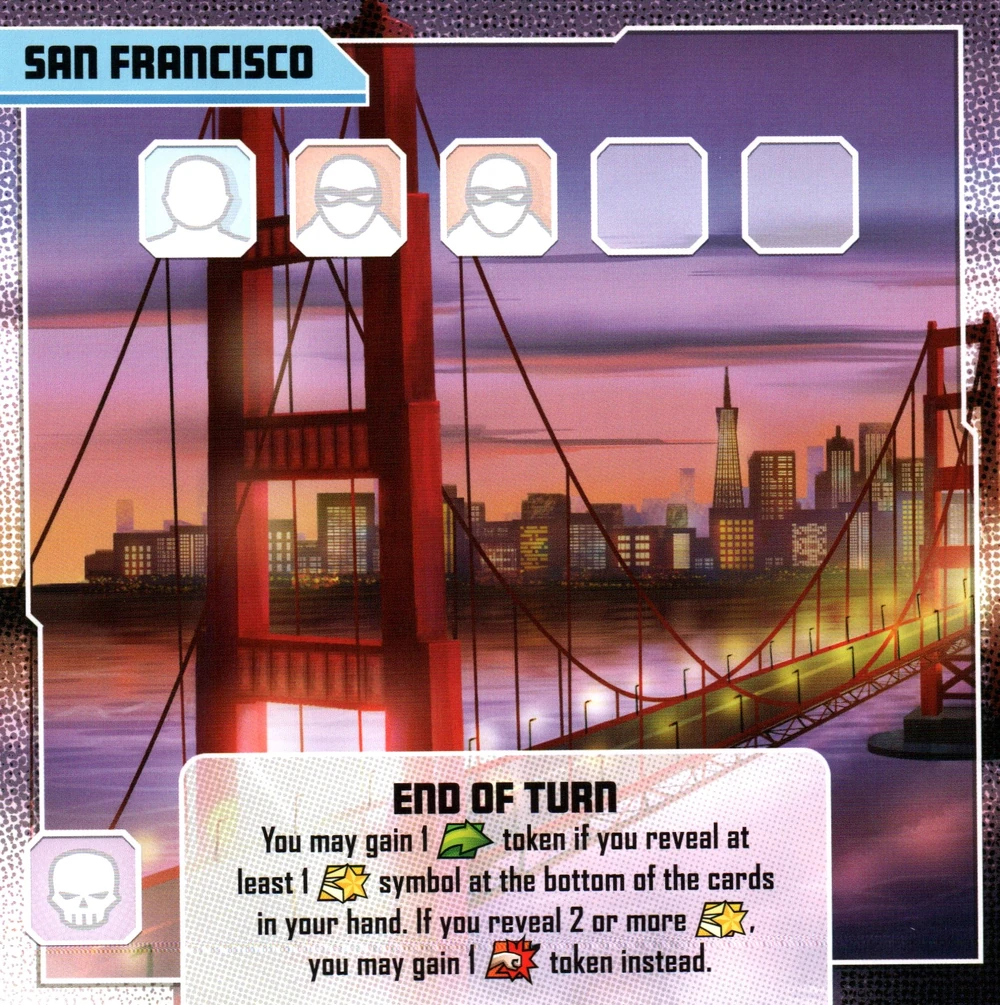 SAN FRANCISCO
END OF TURN
You may gain 1 token if you reveal at
least 1 symbol at the bottom of the cards
in your hand. If you reveal 2 or more ,
you may gain 1 token instead.